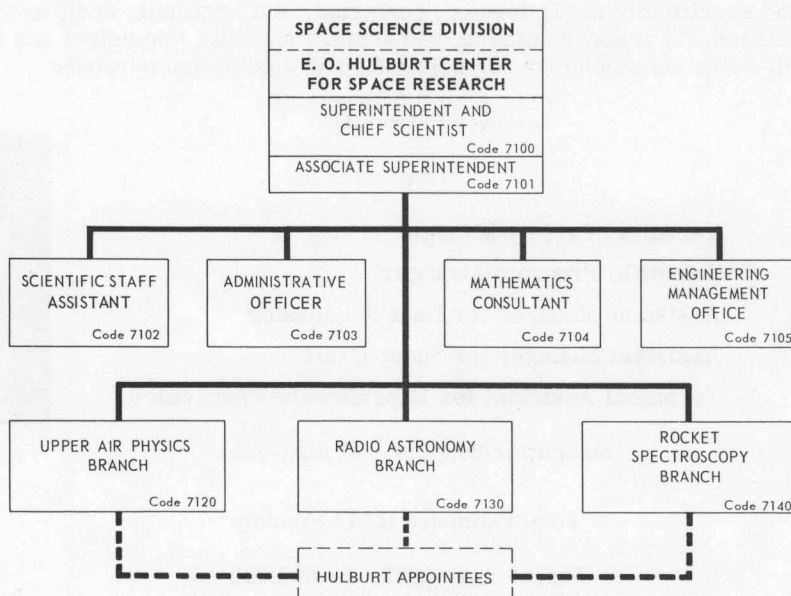 SPACE SCIENCE DIVISION
E. O. HULBURT CENTER
FOR SPACE RESEARCH
SUPERINTENDENT AND
CHIEF SCIENTIST
Code 7100
ASSOCIATE SUPERINTENDENT
Code 7101
SCIENTIFIC STAFF
ASSISTANT
Code 7102
ADMINISTRATIVE
OFFICER
Code 7103
MATHEMATICS
CONSULTANT
Code 7104
ENGINEERING
MANAGEMENT
OFFICE
Code 7105
UPPER AIR PHYSICS
BRANCH
Code 7120
RADIO ASTRONOMY
BRANCH
Code 7130
ROCKET
SPECTROSCOPY
BRANCH
Code 7140
HULBURT APPOINTEES